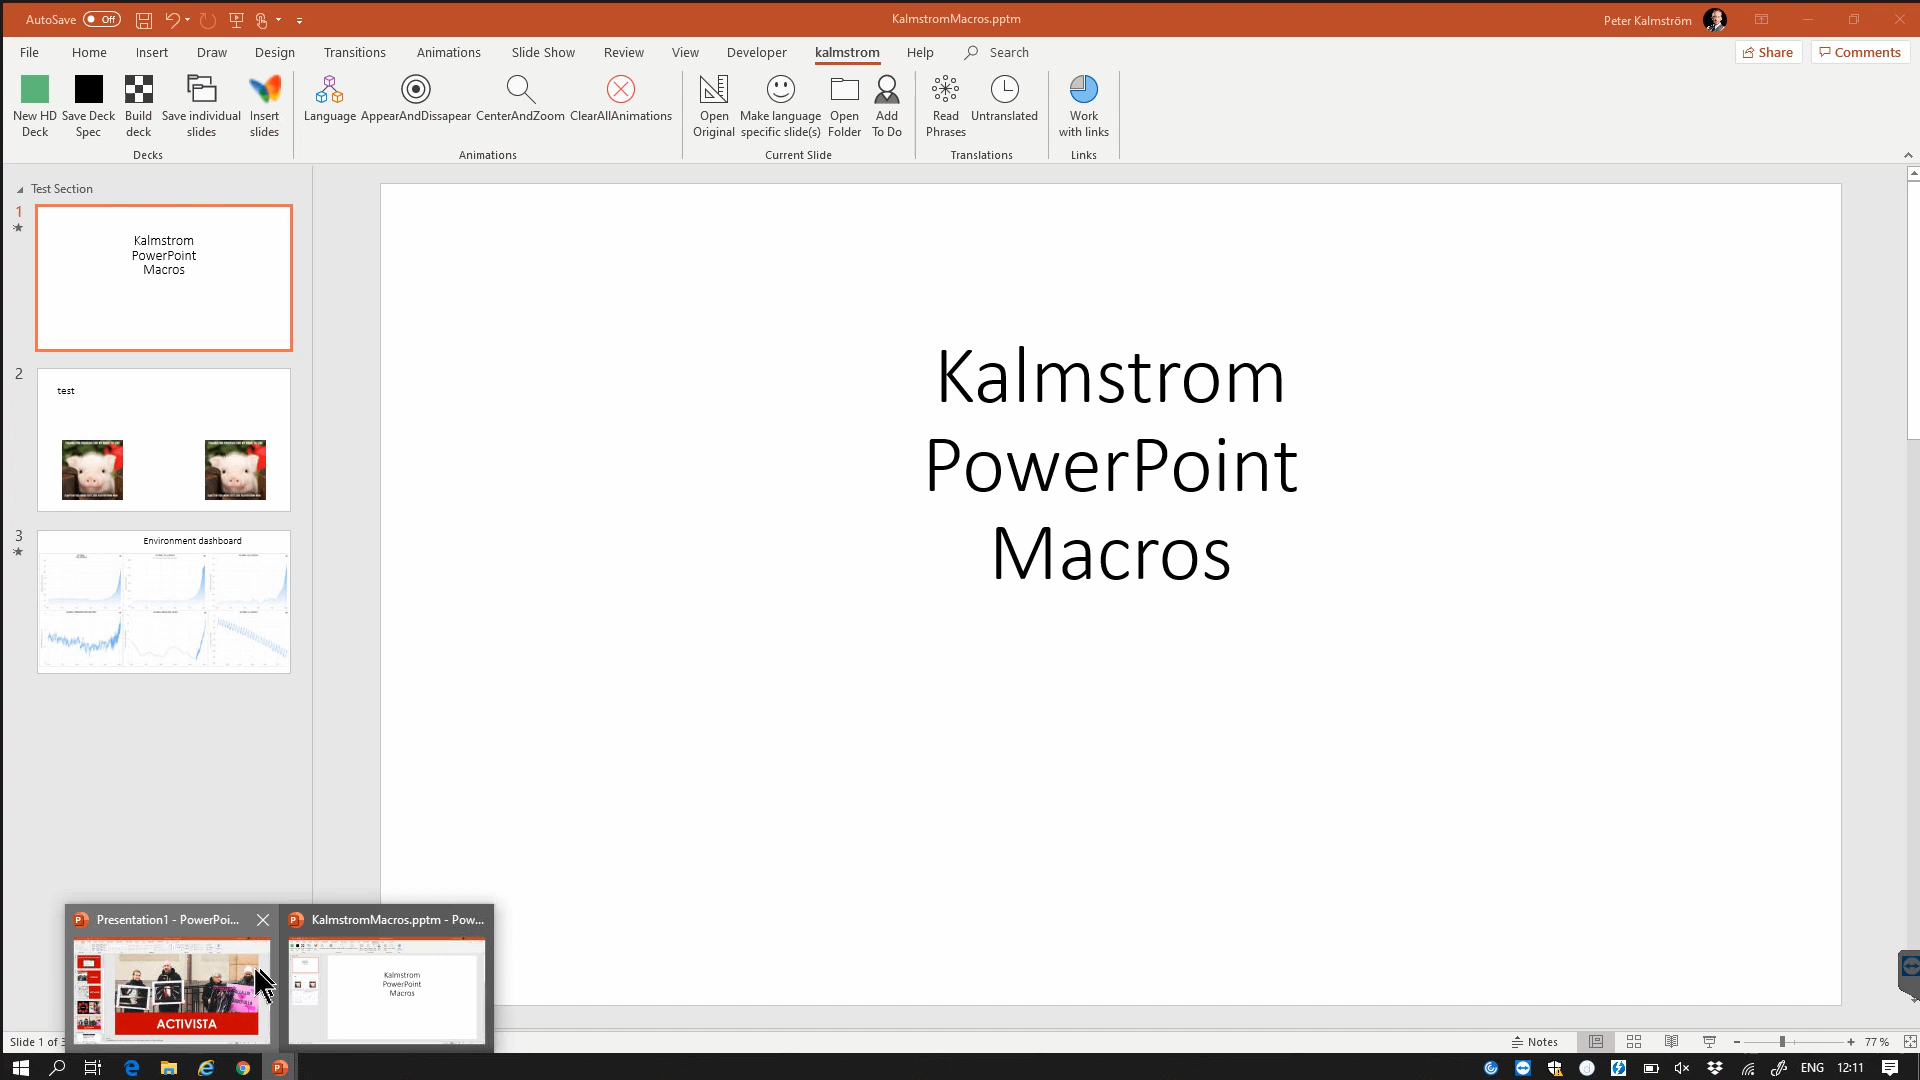 AutoSave Off
KalmstromMacros.pptm
Peter Kalmström
File Home Insert Draw Design Transitions Animations Slide Show Review View Developer kalmstrom Help Search
Share Comments
New HD Deck
Save Deck Spec
Build deck
Save individual slides
Insert slides
Decks
Language
AppearAndDissapear
CenterAndZoom
ClearAllAnimations
Animations
Open Original
Make language specific slide(s)
Open Folder
Add To Do
Current Slide
Read Phrases
Untranslated
Translations
Work with links
Links
Test Section
1
Kalmstrom
PowerPoint
Macros
2
test
3
Environment dashboard
Kalmstrom
PowerPoint
Macros
Presentation1 - PowerPoi...
ACTIVISTA
KalmstromMacros.pptm - Pow...
Kalmstrom
PowerPoint
Macros
Slide 1 of 3
Notes
77 %
ENG 12:11